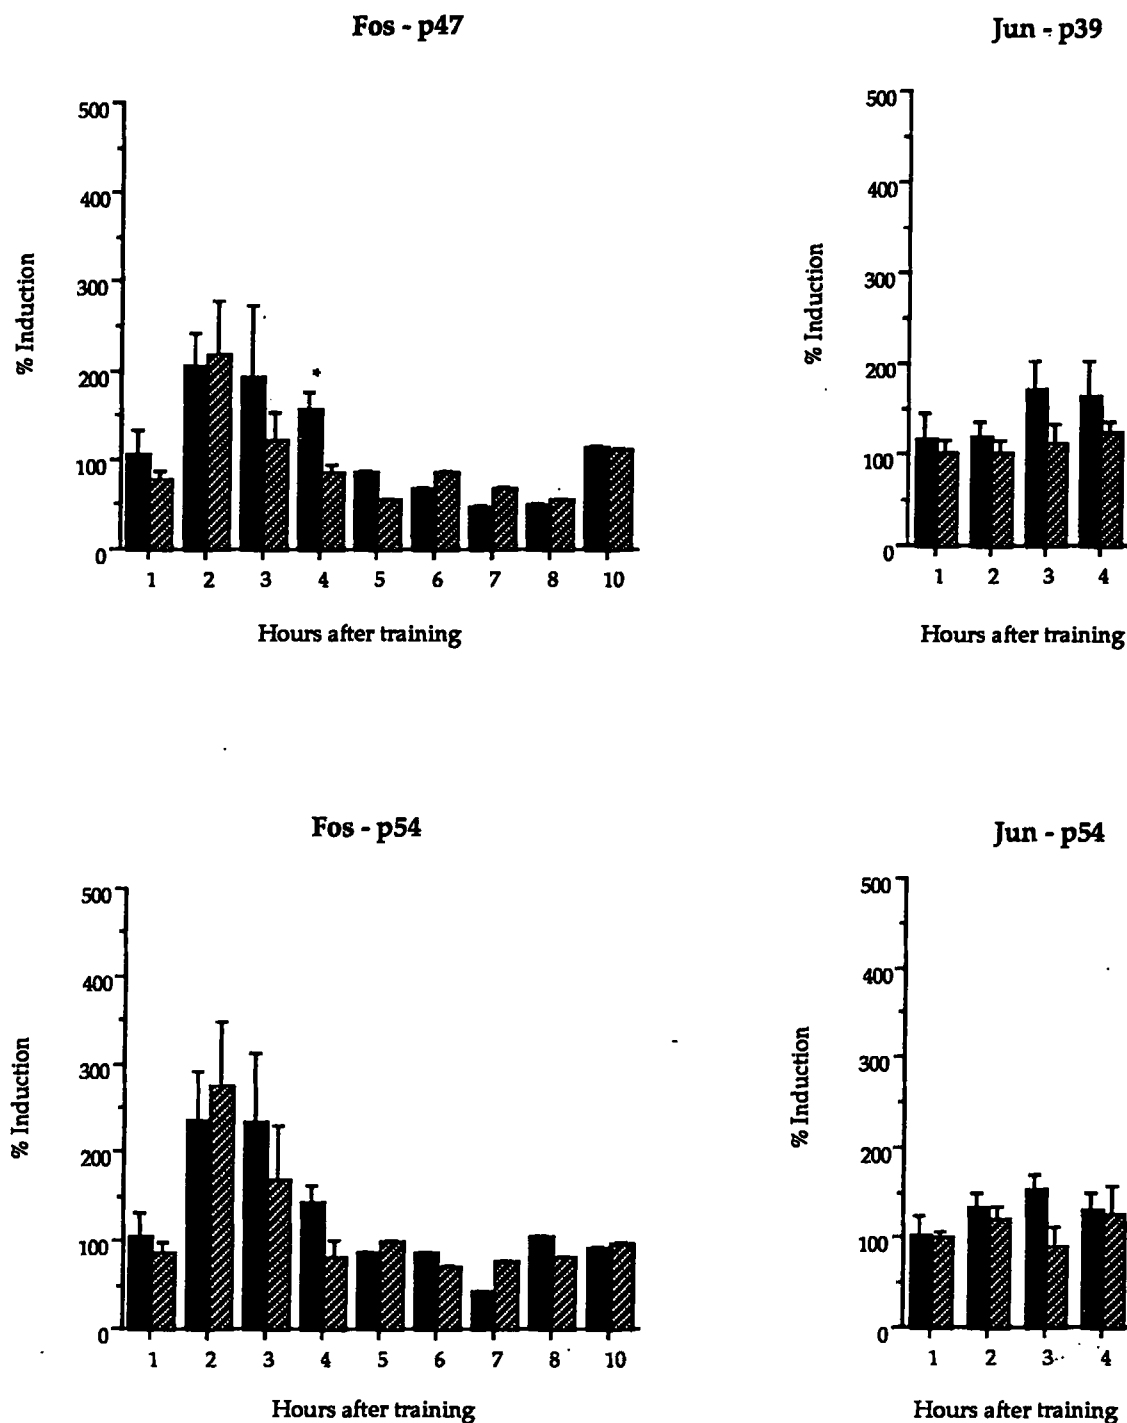 Fos - p47
500
400
300
200
100
0
% Induction
*
1 2 3 4 5 6 7 8 10
Hours after training
Jun - p39
500
400
300
200
100
0
% Induction
1 2 3 4
Hours after training
Fos - p54
500
400
300
200
100
0
% Induction
1 2 3 4 5 6 7 8 10
Hours after training
Jun - p54
500
400
300
200
100
0
% Induction
1 2 3 4
Hours after training